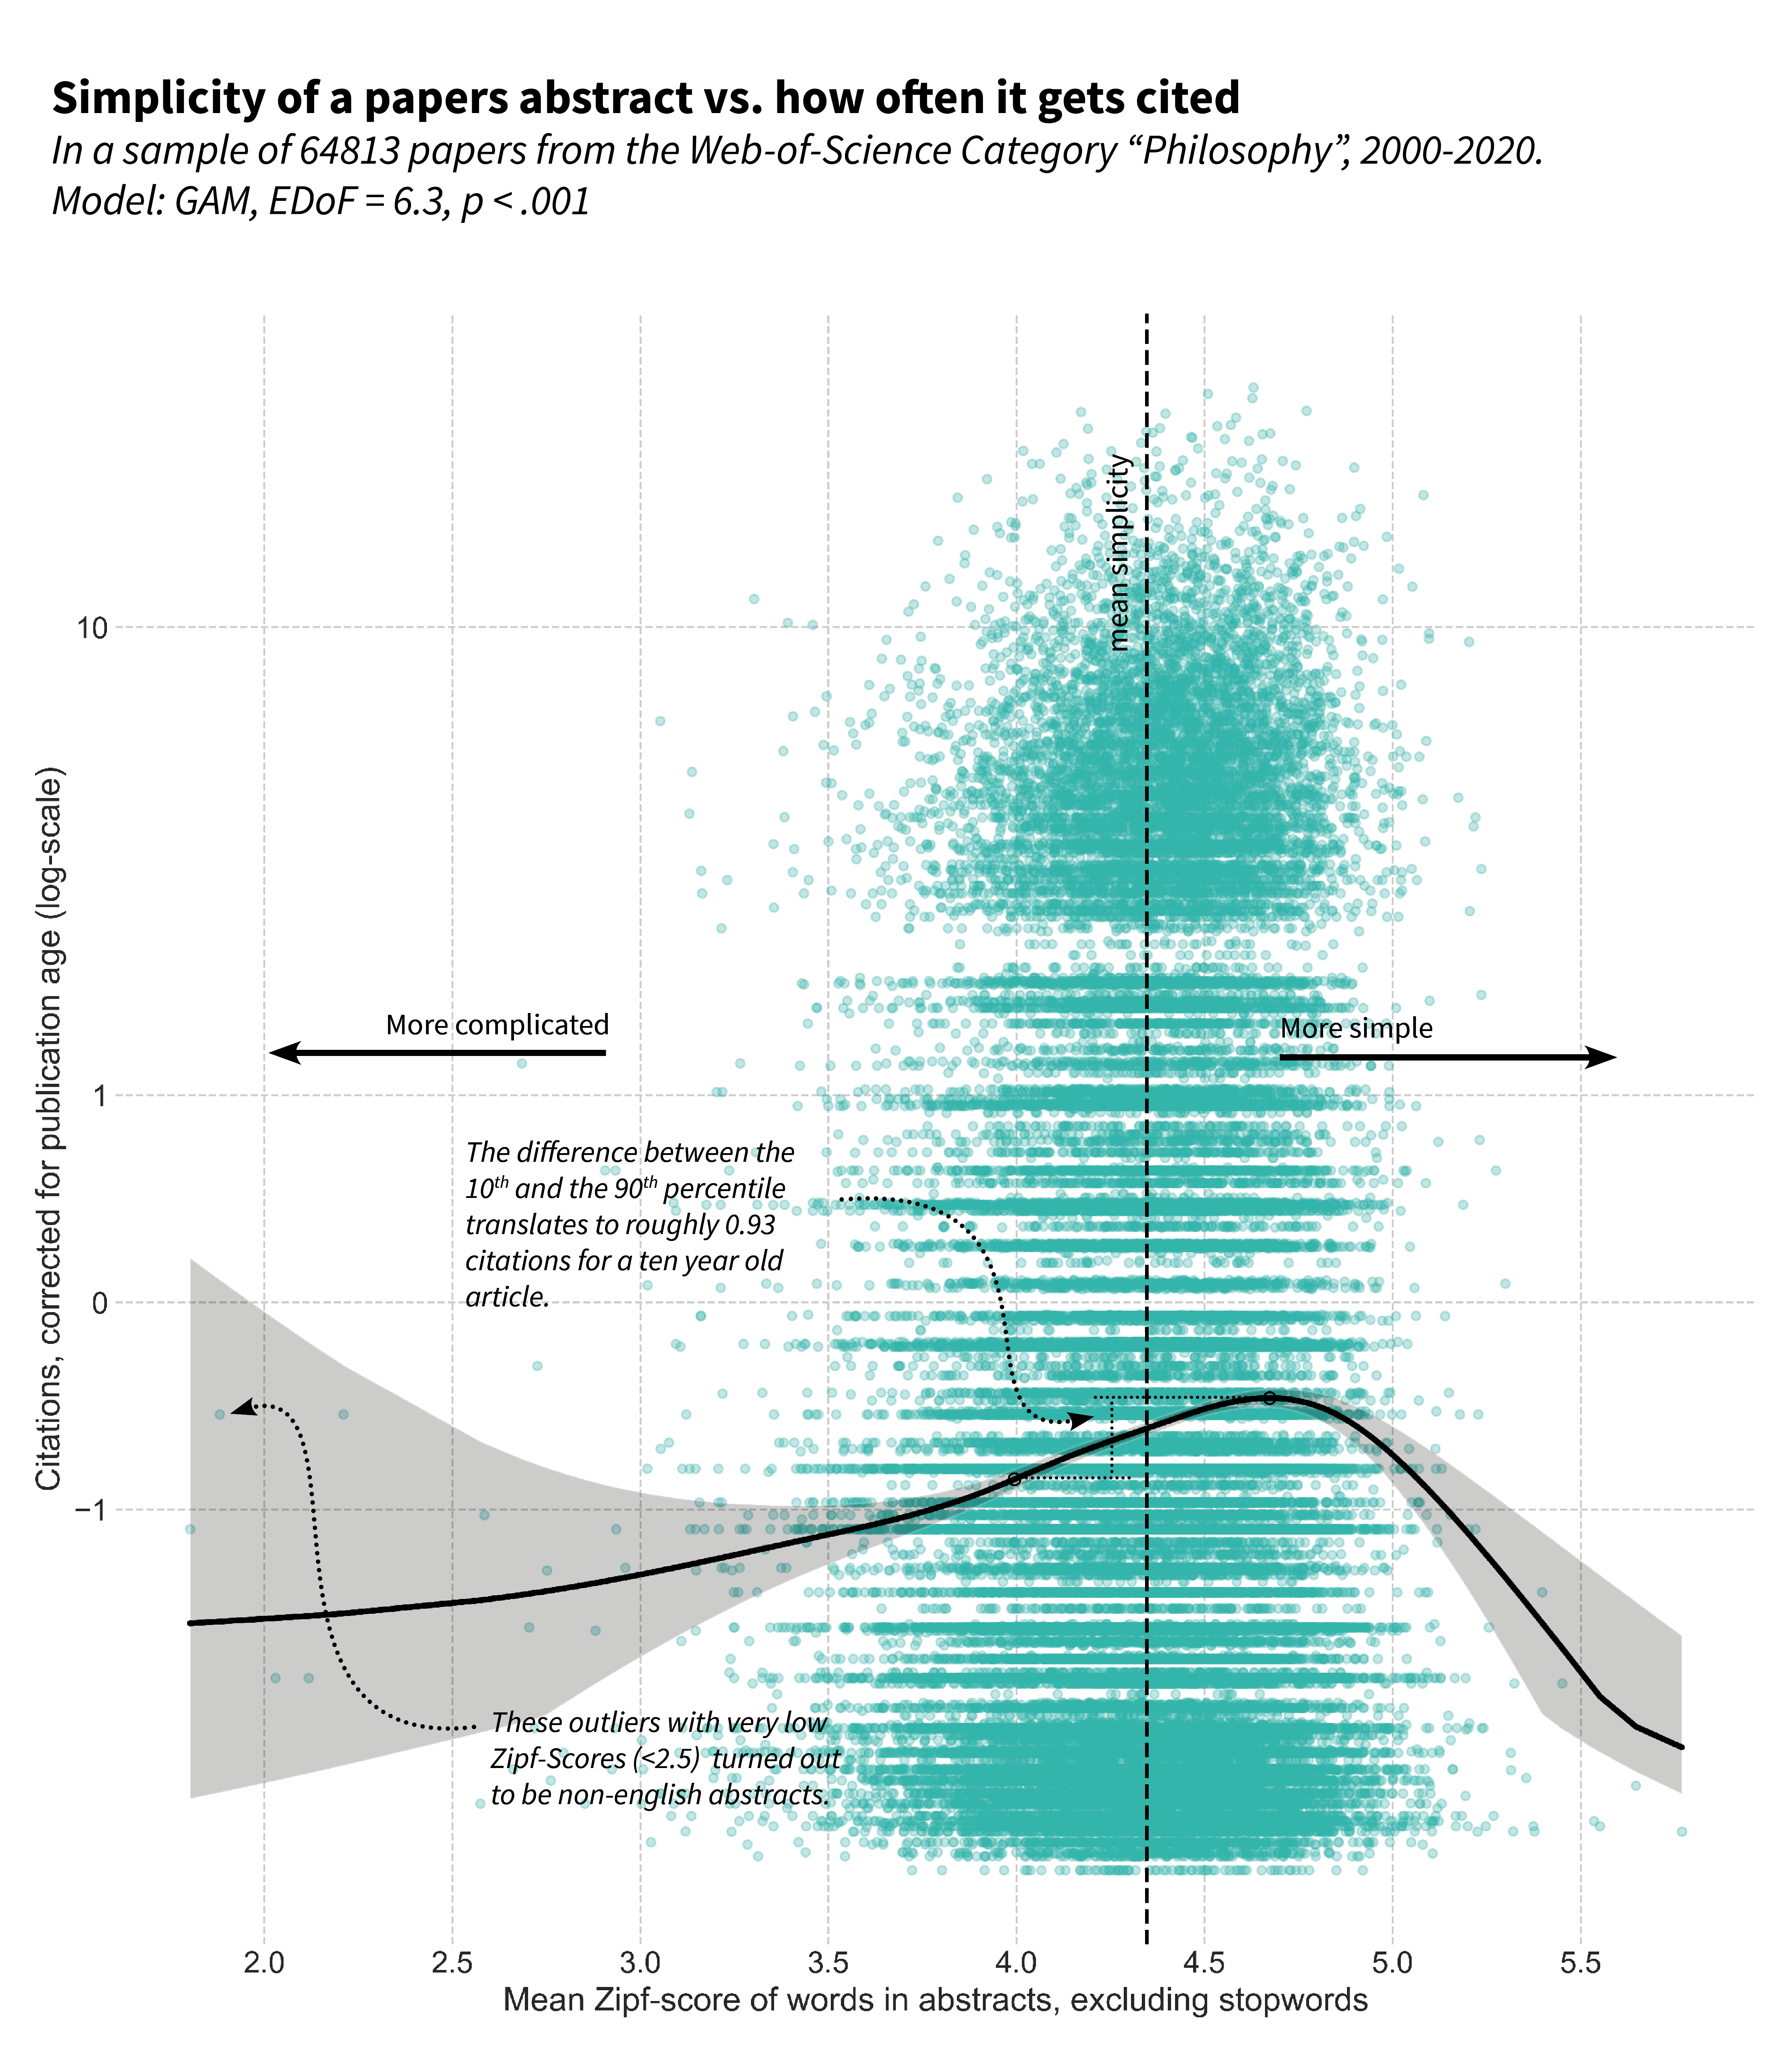 Simplicity of a papers abstract vs. how often it gets cited
In a sample of 64813 papers from the Web-of-Science Category “Philosophy”, 2000-2020.
Model: GAM, EDoF = 6.3, p < .001
mean simplicity
10
More complicated
More simple
1
The difference between the
10th and the 90th percentile
translates to roughly 0.93
citations for a ten year old
article.
0
−1
Citations, corrected for publication age (log-scale)
These outliers with very low
Zipf-Scores (<2.5) turned out
to be non-english abstracts.
2.0 2.5 3.0 3.5 4.0 4.5 5.0 5.5
Mean Zipf-score of words in abstracts, excluding stopwords